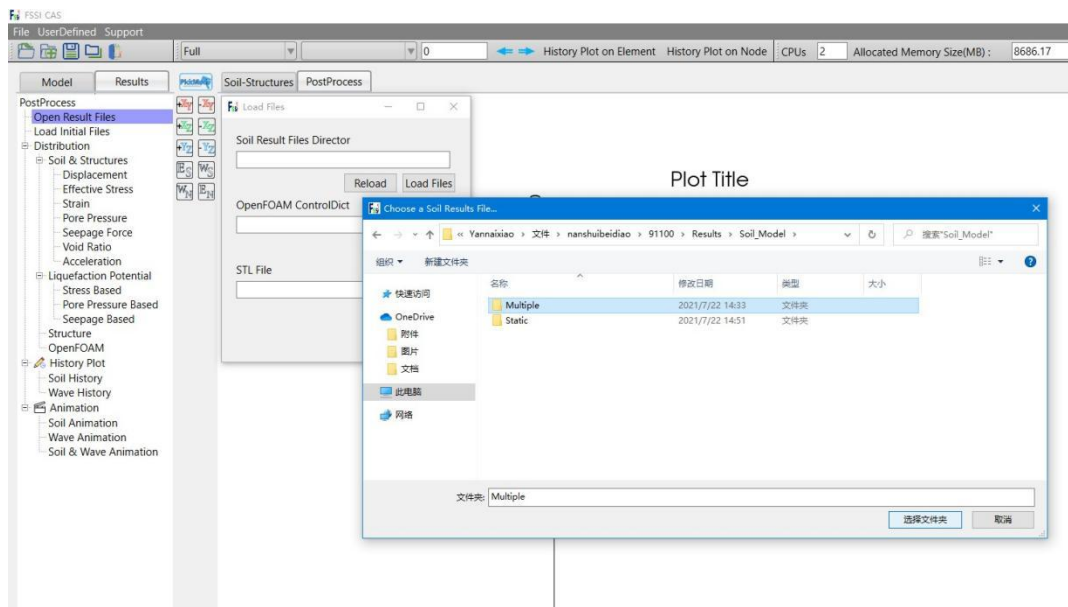 FSSI CAS
File UserDefined Support
Full 0 History Plot on Element History Plot on Node CPUs 2 Allocated Memory Size(MB) : 8686.17
Model Results Soil-Structures PostProcess
PostProcess
Open Result Files
Load Initial Files
Distribution
Soil & Structures
Displacement
Effective Stress
Strain
Pore Pressure
Seepage Force
Void Ratio
Acceleration
Liquefaction Potential
Stress Based
Pore Pressure Based
Seepage Based
Structure
OpenFOAM
History Plot
Soil History
Wave History
Animation
Soil Animation
Wave Animation
Soil & Wave Animation
Load Files
Soil Result Files Director
Reload Load Files
OpenFOAM ControlDict
STL File
Plot Title
Choose a Soil Results File...
« Yannaixiao › 文件 › nanshuibeidiao › 91100 › Results › Soil_Model ›
搜索"Soil_Model"
组织 新建文件夹
名称 修改日期 类型 大小
快速访问
OneDrive
附件
图片
文档
此电脑
网络
Multiple 2021/7/22 14:33 文件夹
Static 2021/7/22 14:51 文件夹
文件夹: Multiple
选择文件夹 取消